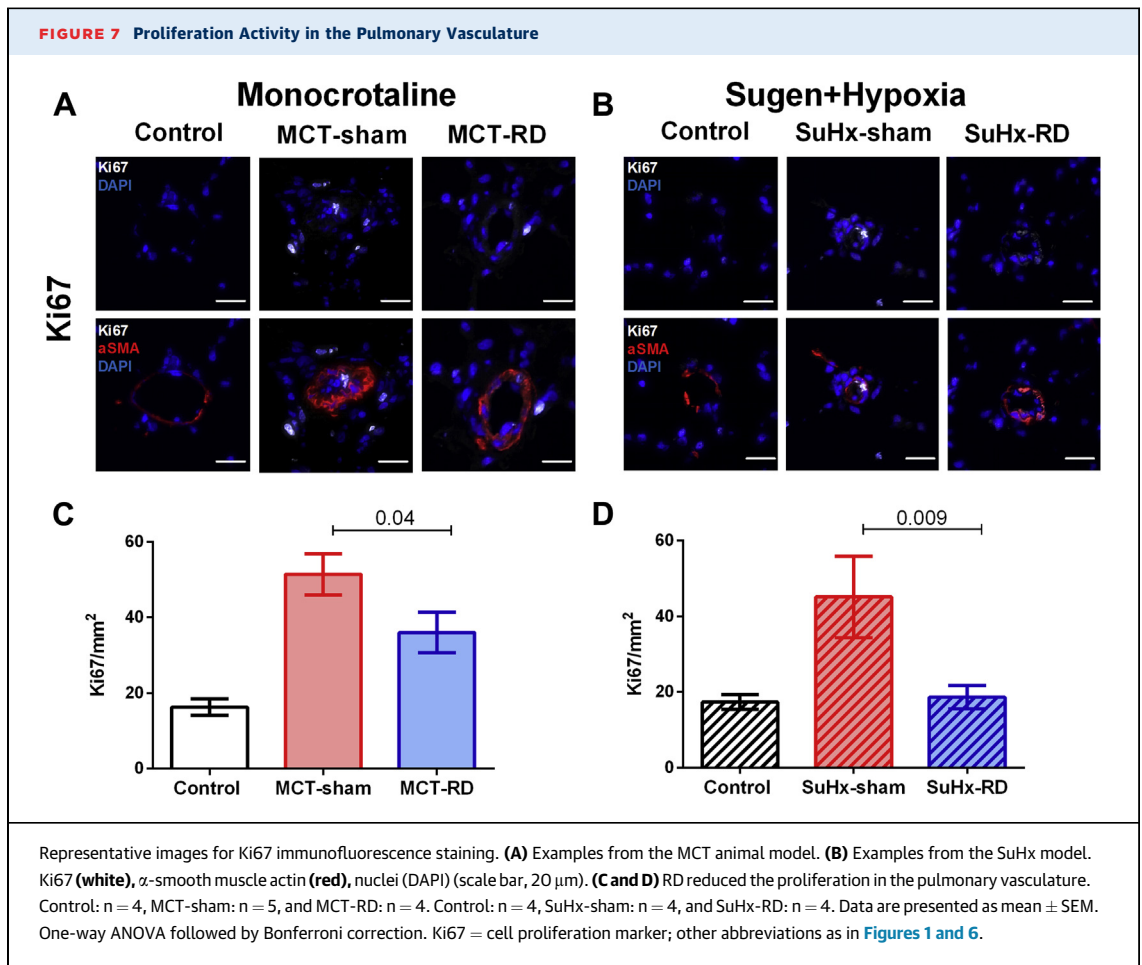 FIGURE 7 Proliferation Activity in the Pulmonary Vasculature
A Monocrotaline
Control MCT-sham MCT-RD
B Sugen+Hypoxia
Control SuHx-sham SuHx-RD
Ki67
Ki67
DAPI
Ki67
DAPI
Ki67
aSMA
DAPI
Ki67
aSMA
DAPI
C
0.04
60
40
20
0
Ki67/mm²
Control MCT-sham MCT-RD
D
0.009
60
40
20
0
Ki67/mm²
Control SuHx-sham SuHx-RD
Representative images for Ki67 immunofluorescence staining. (A) Examples from the MCT animal model. (B) Examples from the SuHx model.
Ki67 (white), α-smooth muscle actin (red), nuclei (DAPI) (scale bar, 20 μm). (C and D) RD reduced the proliferation in the pulmonary vasculature.
Control: n = 4, MCT-sham: n = 5, and MCT-RD: n = 4. Control: n = 4, SuHx-sham: n = 4, and SuHx-RD: n = 4. Data are presented as mean ± SEM.
One-way ANOVA followed by Bonferroni correction. Ki67 = cell proliferation marker; other abbreviations as in Figures 1 and 6.